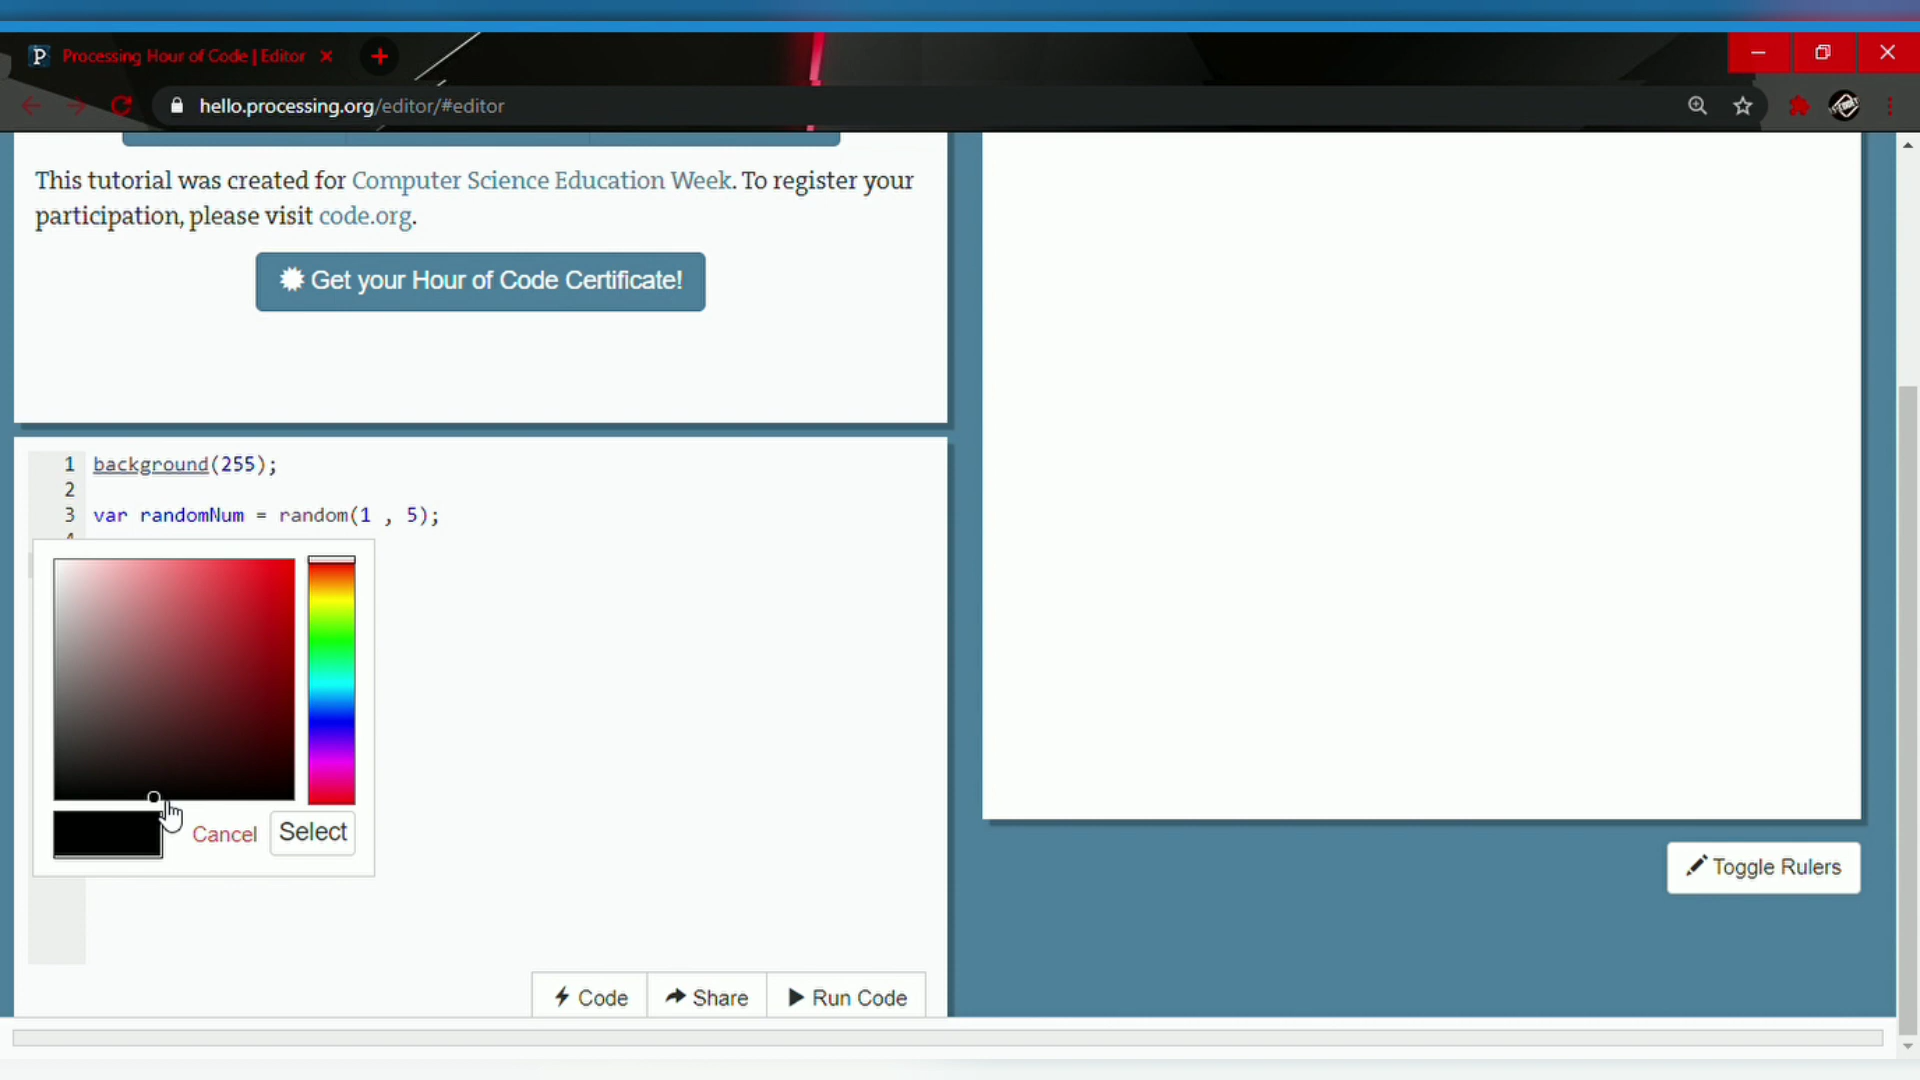 Processing Hour of Code | Editor
hello.processing.org/editor/#editor
This tutorial was created for Computer Science Education Week. To register your
participation, please visit code.org.
Get your Hour of Code Certificate!
1 background(255);
2
3 var randomNum = random(1 , 5);
4
Cancel Select
Toggle Rulers
Code Share Run Code